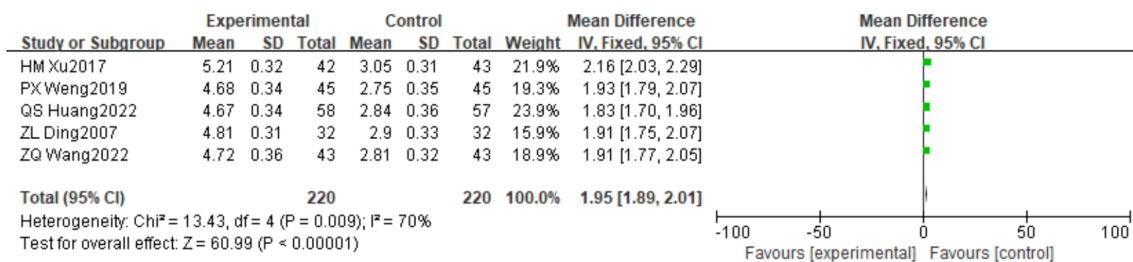 Experimental Control Mean Difference Mean Difference
Study or Subgroup Mean SD Total Mean SD Total Weight IV, Fixed, 95% CI IV, Fixed, 95% CI
HM Xu2017 5.21 0.32 42 3.05 0.31 43 21.9% 2.16 [2.03, 2.29]
PX Weng2019 4.68 0.34 45 2.75 0.35 45 19.3% 1.93 [1.79, 2.07]
QS Huang2022 4.67 0.34 58 2.84 0.36 57 23.9% 1.83 [1.70, 1.96]
ZL Ding2007 4.81 0.31 32 2.9 0.33 32 15.9% 1.91 [1.75, 2.07]
ZQ Wang2022 4.72 0.36 43 2.81 0.32 43 18.9% 1.91 [1.77, 2.05]
Total (95% CI) 220 220 100.0% 1.95 [1.89, 2.01]
Heterogeneity: Chi² = 13.43, df = 4 (P = 0.009); I² = 70%
Test for overall effect: Z = 60.99 (P < 0.00001)
-100 -50 0 50 100
Favours [experimental] Favours [control]